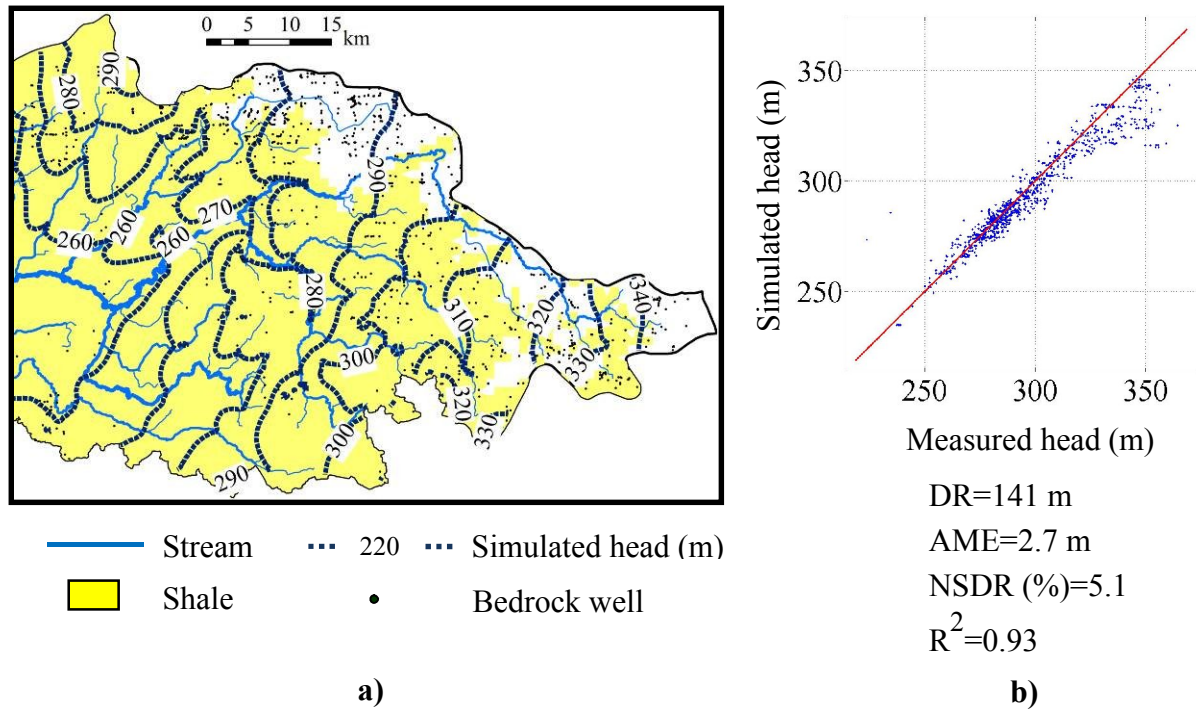 0 5 10 15
km
290
280
290
260
270
260
260
260
280
310
320
340
300
330
320
330
300
290
Stream
220 Simulated head (m)
Shale
Bedrock well
a)
350
300
250
Simulated head (m)
250 300 350
Measured head (m)
DR=141 m
AME=2.7 m
NSDR (%)=5.1
R²=0.93
b)